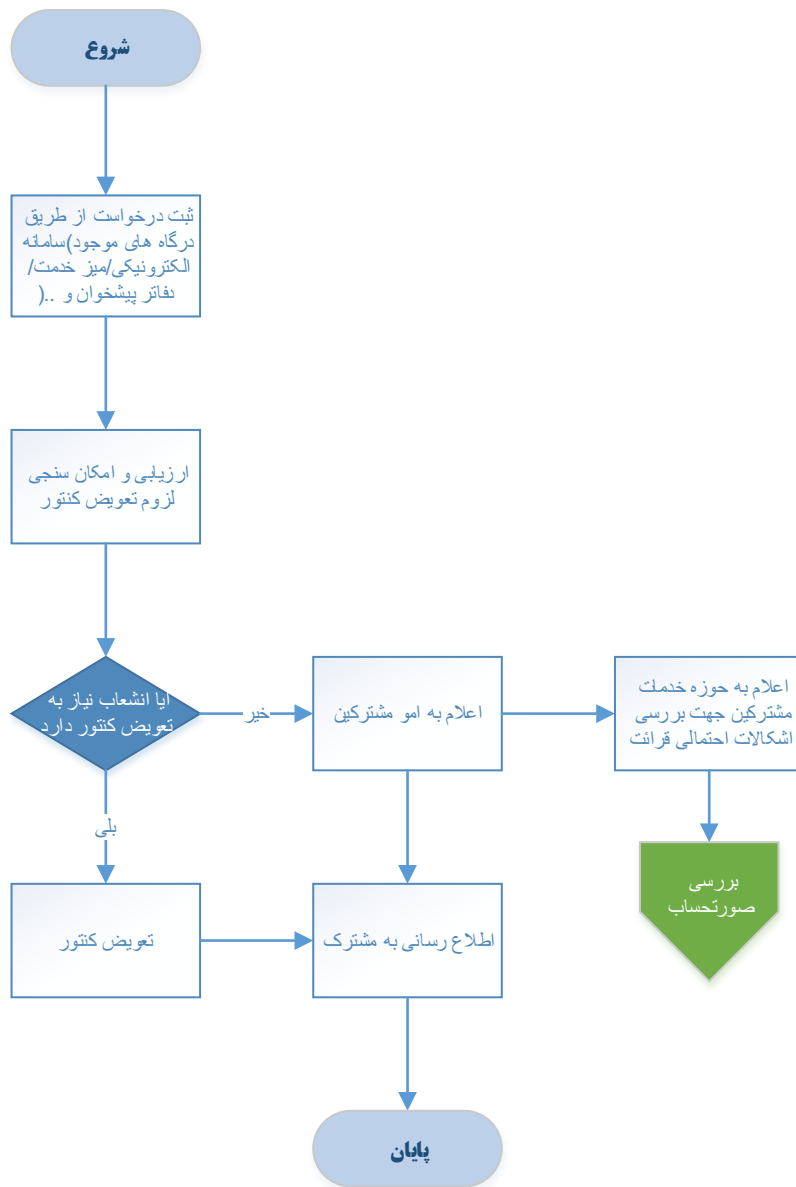 شروع
ثبت درخواست از طریق
درگاه های موجود)سامانه
الکترونیکی/میز خدمت/
دفاتر پیشخوان و ..(
ارزیابی و امکان سنجی
لزوم تعویض کنتور
ایا انشعاب نیاز به
تعویض کنتور دارد
خیر
اعلام به امو مشترکین
اعلام به حوزه خدمات
مشترکین جهت بررسی
اشکالات احتمالی قرائت
بلی
بررسی
صورتحساب
تعویض کنتور
اطلاع رسانی به مشترک
پایان